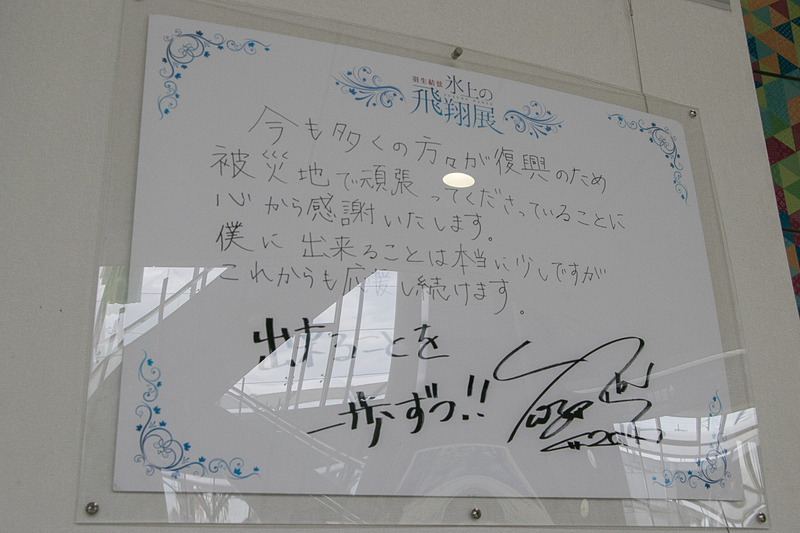 羽生結弦 氷上の
飛翔展
今も多くの方々が復興のため
被災地で頑張ってくださっていることに
心から感謝いたします。
僕に出来ることは本当に少しですが
これからも応援し続けます。
出来ることを
一歩ずつ!!